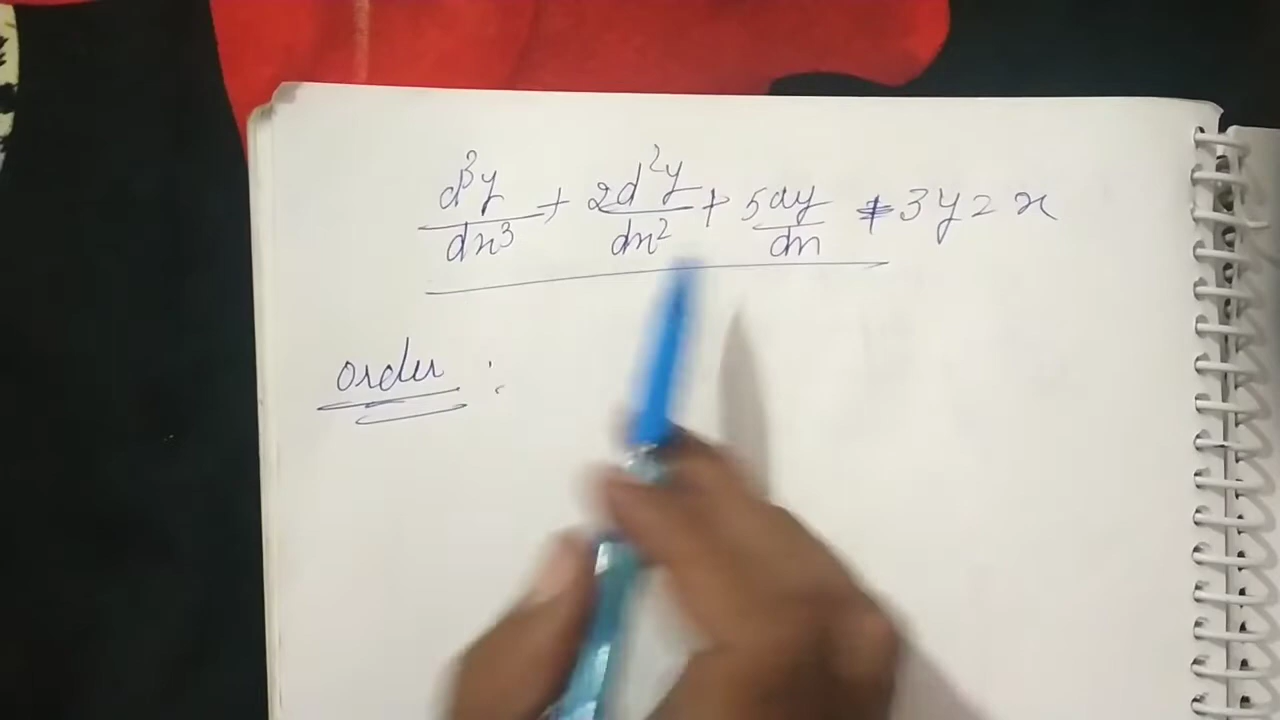 d³y/dx³ + 2d²y/dx² + 5dy/dx + 3y = x
order :